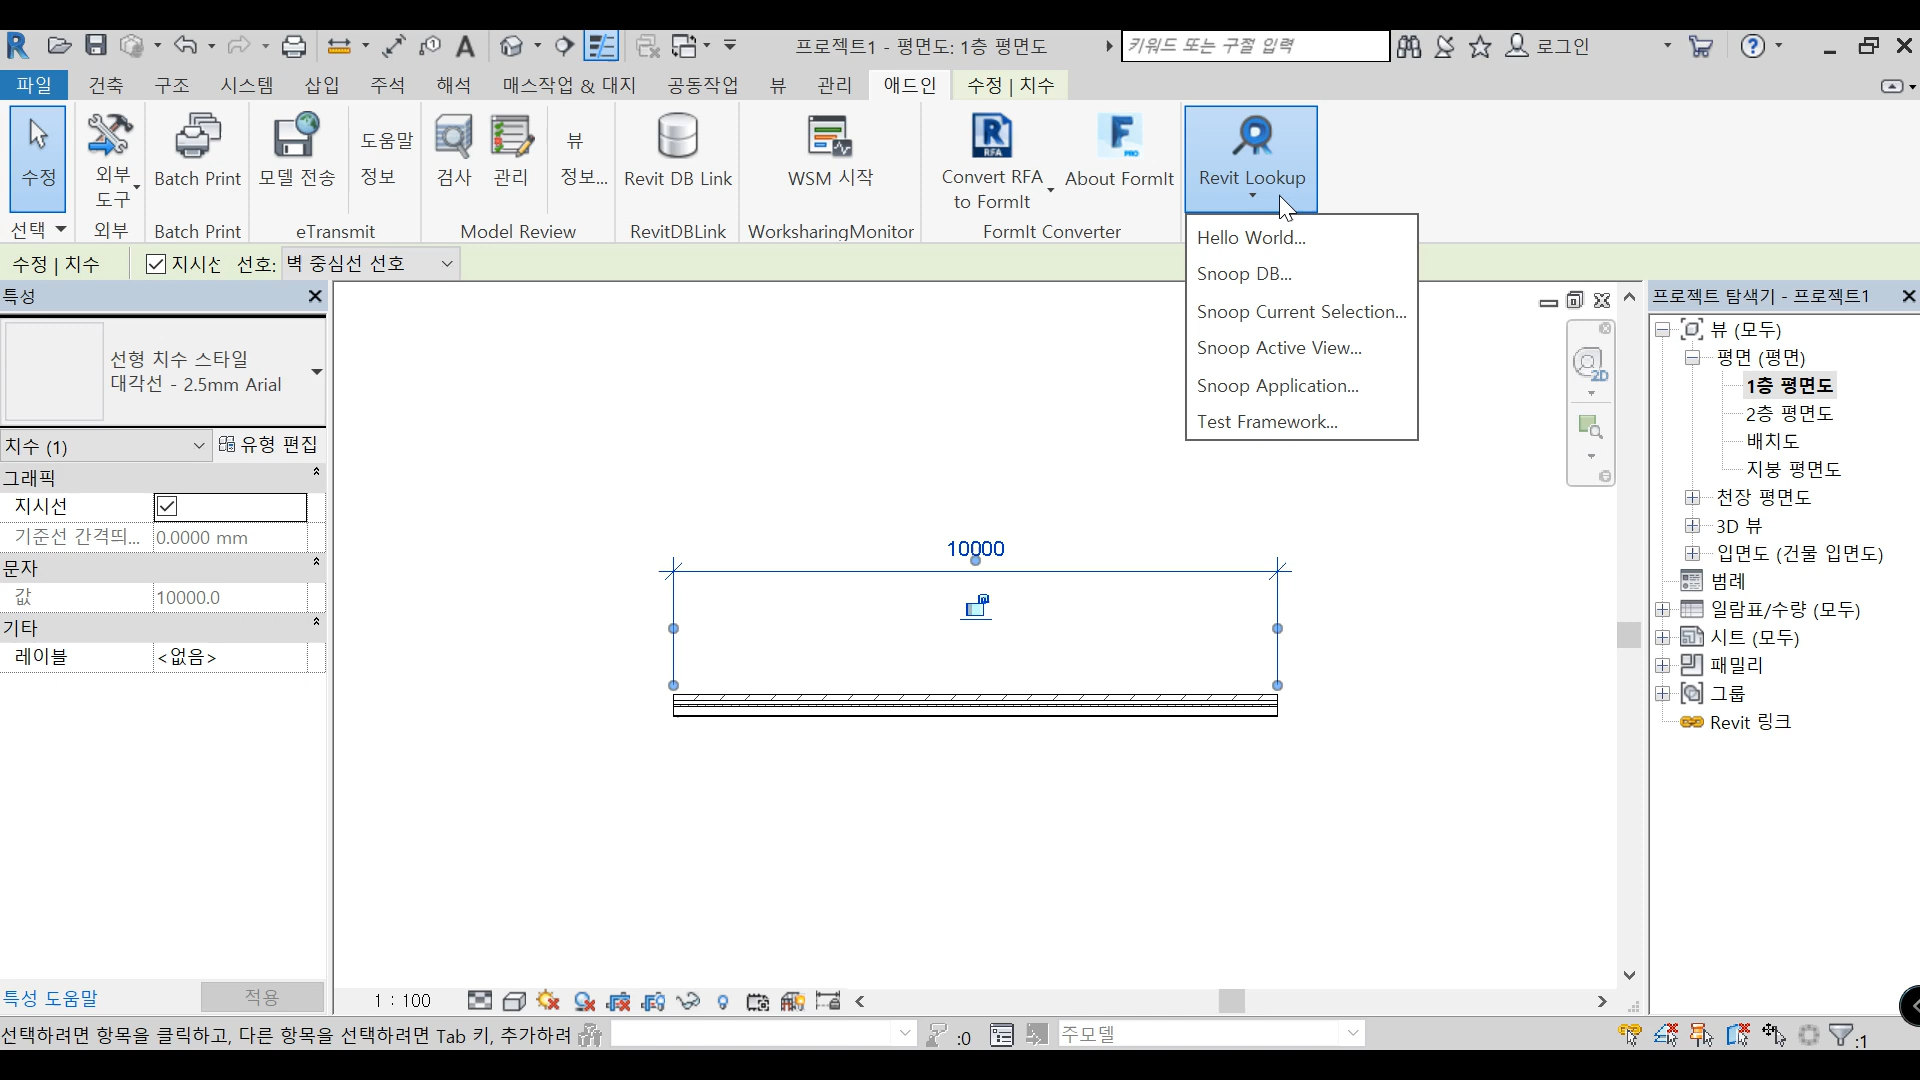 프로젝트1 - 평면도: 1층 평면도
키워드 또는 구절 입력
로그인
파일 건축 구조 시스템 삽입 주석 해석 매스작업 & 대지 공동작업 뷰 관리 애드인 수정 | 치수
수정
외부 도구
Batch Print
모델 전송
도움말
정보
검사
관리
뷰
정보...
Revit DB Link
WSM 시작
Convert RFA
to FormIt
About FormIt
Revit Lookup
선택 외부 Batch Print eTransmit Model Review RevitDBLink WorksharingMonitor FormIt Converter
Hello World...
Snoop DB...
Snoop Current Selection...
Snoop Active View...
Snoop Application...
Test Framework...
수정 | 치수 지시선 선호: 벽 중심선 선호
특성
선형 치수 스타일
대각선 - 2.5mm Arial
치수 (1) 유형 편집
그래픽
지시선
기준선 간격띄... 0.0000 mm
문자
값 10000.0
기타
레이블 <없음>
특성 도움말 적용
10000
RFA
PRO
2D
프로젝트 탐색기 - 프로젝트1
뷰 (모두)
평면 (평면)
1층 평면도
2층 평면도
배치도
지붕 평면도
천장 평면도
3D 뷰
입면도 (건물 입면도)
범례
일람표/수량 (모두)
시트 (모두)
패밀리
그룹
Revit 링크
1 : 100
선택하려면 항목을 클릭하고, 다른 항목을 선택하려면 Tab 키, 추가하려
:0
주모델
:1